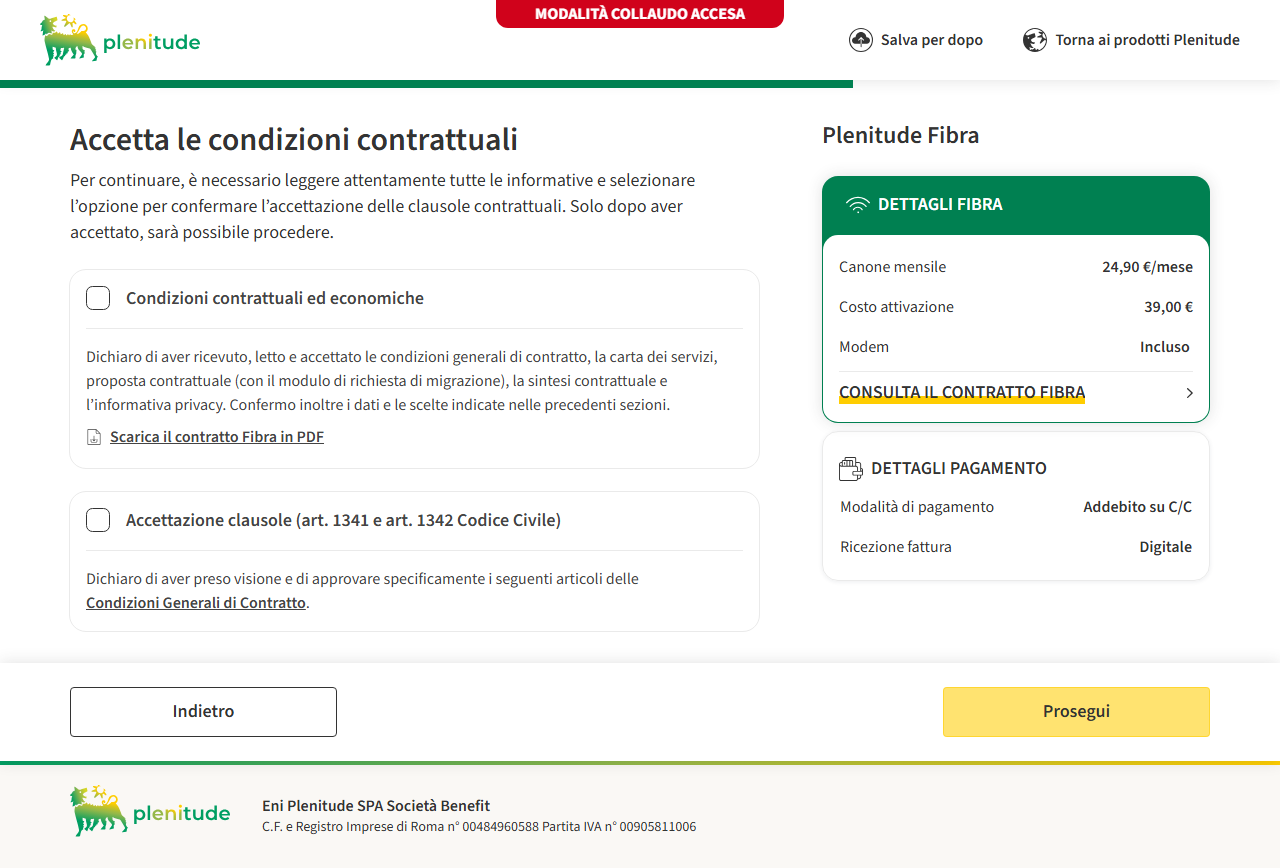 MODALITÀ COLLAUDO ACCESA
plenitude
Salva per dopo
Torna ai prodotti Plenitude
Accetta le condizioni contrattuali
Per continuare, è necessario leggere attentamente tutte le informative e selezionare
l’opzione per confermare l’accettazione delle clausole contrattuali. Solo dopo aver
accettato, sarà possibile procedere.
Condizioni contrattuali ed economiche
Dichiaro di aver ricevuto, letto e accettato le condizioni generali di contratto, la carta dei servizi,
proposta contrattuale (con il modulo di richiesta di migrazione), la sintesi contrattuale e
l’informativa privacy. Confermo inoltre i dati e le scelte indicate nelle precedenti sezioni.
Scarica il contratto Fibra in PDF
Accettazione clausole (art. 1341 e art. 1342 Codice Civile)
Dichiaro di aver preso visione e di approvare specificamente i seguenti articoli delle
Condizioni Generali di Contratto.
Plenitude Fibra
DETTAGLI FIBRA
Canone mensile 24,90 €/mese
Costo attivazione 39,00 €
Modem Incluso
CONSULTA IL CONTRATTO FIBRA
DETTAGLI PAGAMENTO
Modalità di pagamento Addebito su C/C
Ricezione fattura Digitale
Indietro
Prosegui
plenitude
Eni Plenitude SPA Società Benefit
C.F. e Registro Imprese di Roma n° 00484960588 Partita IVA n° 00905811006